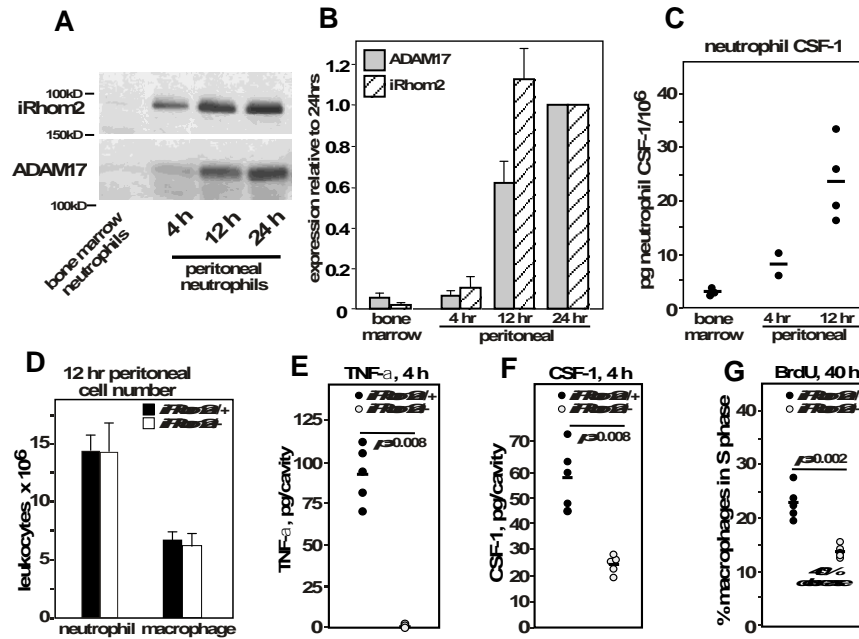 A
100kD
iRhom2
150kD
ADAM17
100kD
bone marrow
neutrophils
4 h
12 h
24 h
peritoneal
neutrophils
B
ADAM17
iRhom2
expression relative to 24hrs
1.2
1.0
0.8
0.6
0.4
0.2
0
bone
marrow
4 hr
12 hr
24 hr
peritoneal
C
neutrophil CSF-1
pg neutrophil CSF-1/10⁶
40
30
20
10
0
bone
marrow
4 hr
12 hr
peritoneal
D
12 hr peritoneal
cell number
leukocytes, x 10⁶
15
10
5
0
neutrophil
macrophage
E
TNF-a, 4 h
p=0.008
TNF-a, pg/cavity
125
100
75
50
25
0
F
CSF-1, 4 h
p=0.008
CSF-1, pg/cavity
70
60
50
40
30
20
10
0
G
BrdU, 40 h
p=0.002
% macrophages in S phase
40
30
20
10
0